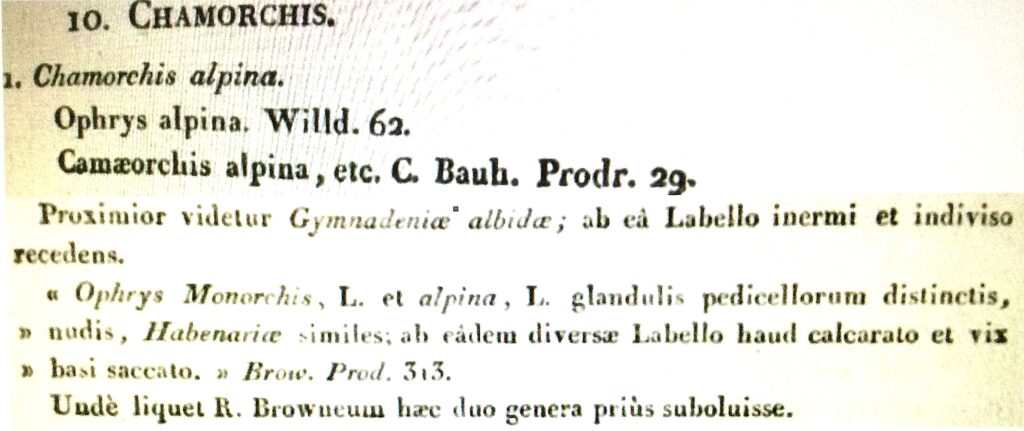 10. CHAMORCHIS.
1. Chamorchis alpina.
Ophrys alpina. Willd. 62.
Camæorchis alpina, etc. C. Bauh. Prodr. 29.
Proximior videtur Gymnadeniæ albidæ; ab eâ Labello inermi et indiviso
recedens.
« Ophrys Monorchis, L. et alpina, L. glandulis pedicellorum distinctis,
» nudis, Habenariæ similes; ab eâdem diversæ Labello haud calcarato et vix
» basi saccato. » Brow. Prod. 313.
Undè liquet R. Browneum hæc duo genera priùs suboluisse.